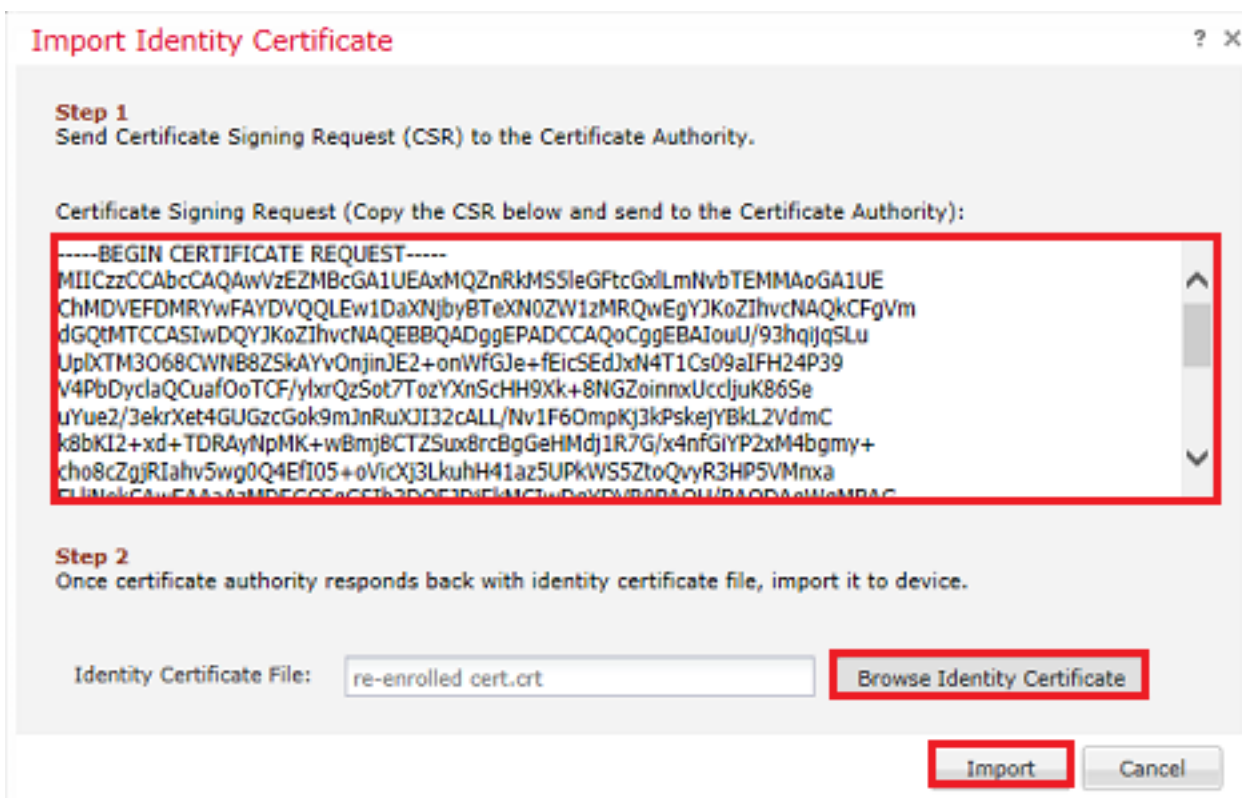 Import Identity Certificate ? ×
Step 1
Send Certificate Signing Request (CSR) to the Certificate Authority.
Certificate Signing Request (Copy the CSR below and send to the Certificate Authority):
-----BEGIN CERTIFICATE REQUEST-----
MIICzzCCAbcCAQAwVzEZMBcGA1UEAxMQZnRkMS5leGFtcGxlLmNvbTEMMAoGA1UE
ChMDVEFDMRYwFAYDVQQLEw1DaXNjbyBTeXN0ZW1zMRQwEgYJKoZIhvcNAQkCFgVm
dGQtMTCCASIwDQYJKoZIhvcNAQEBBQADggEPADCCAQoCggEBAIouU/93hqijqSLu
UplXTM3O68CWNB8ZSkAYvOnjinJE2+onWfGJe+fEicSEdJxN4T1Cs09aIFH24P39
V4PbDyclaQCuafOoTCF/ylxrQzSot7TozYXnScHH9Xk+8NGZoinnxUccljuK86Se
uYue2/3ekrXet4GUGzcGok9mJnRuXJI32cALL/Nv1F6OmpKj3kPskejYBkL2VdmC
k8bKI2+xd+TDRAyNpMK+wBmj8CTZSux8rcBgGeHMdj1R7G/x4nfGiYP2xM4bgmy+
cho8cZgjRIahv5wg0Q4EfI05+oVicXj3LkuhH41az5UPkWS5ZtoQvyR3HP5VMnxa
Step 2
Once certificate authority responds back with identity certificate file, import it to device.
Identity Certificate File: re-enrolled cert.crt Browse Identity Certificate
Import Cancel